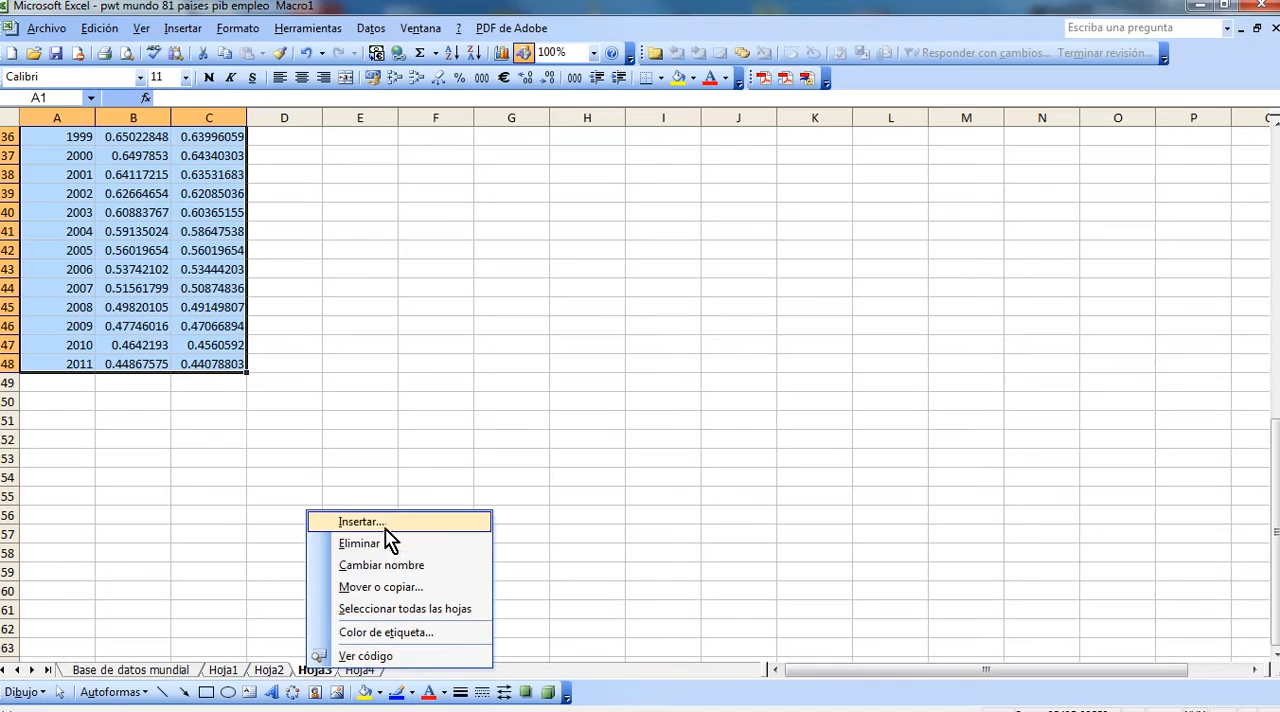 Microsoft Excel - pwt mundo 81 paises pib empleo Macro1
Archivo Edición Ver Insertar Formato Herramientas Datos Ventana ? PDF de Adobe Escriba una pregunta
100% Responder con cambios... Terminar revisión...
Calibri 11 N K S % 000 € 000
A1 fx
A B C D E F G H I J K L M N O P
36 1999 0.65022848 0.63996059
37 2000 0.6497853 0.64340303
38 2001 0.64117215 0.63531683
39 2002 0.62664654 0.62085036
40 2003 0.60883767 0.60365155
41 2004 0.59135024 0.58647538
42 2005 0.56019654 0.56019654
43 2006 0.53742102 0.53444203
44 2007 0.51561799 0.50874836
45 2008 0.49820105 0.49149807
46 2009 0.47746016 0.47066894
47 2010 0.4642193 0.4560592
48 2011 0.44867575 0.44078803
49
50
51
52
53
54
55
56
57
58
59
60
61
62
63
Insertar...
Eliminar
Cambiar nombre
Mover o copiar...
Seleccionar todas las hojas
Color de etiqueta...
Ver código
Base de datos mundial Hoja1 Hoja2 Hoja3 Hoja4
Dibujo Autoformas